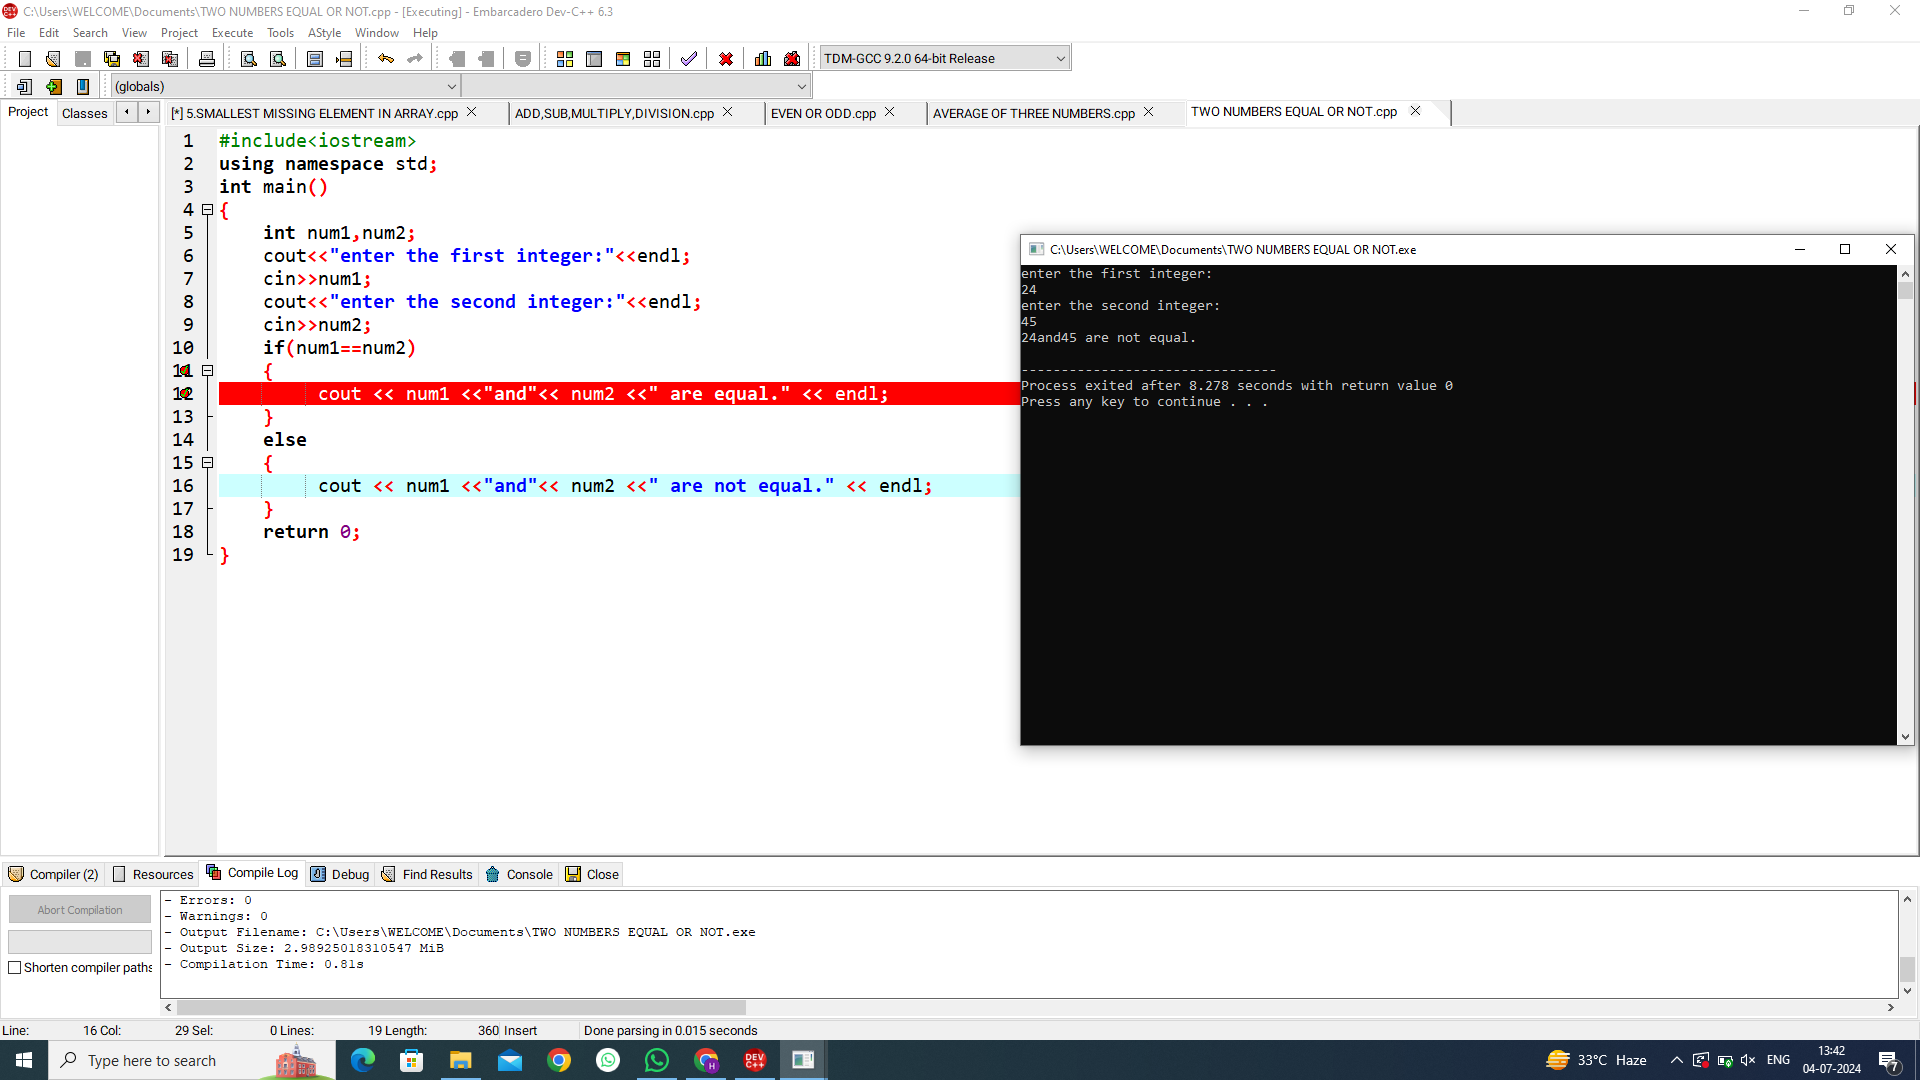 C:\Users\WELCOME\Documents\TWO NUMBERS EQUAL OR NOT.cpp - [Executing] - Embarcadero Dev-C++ 6.3
File Edit Search View Project Execute Tools AStyle Window Help
TDM-GCC 9.2.0 64-bit Release
(globals)
Project Classes [*] 5.SMALLEST MISSING ELEMENT IN ARRAY.cpp ADD,SUB,MULTIPLY,DIVISION.cpp EVEN OR ODD.cpp AVERAGE OF THREE NUMBERS.cpp TWO NUMBERS EQUAL OR NOT.cpp
1 #include<iostream>
2 using namespace std;
3 int main()
4 {
5 int num1,num2;
6 cout<<"enter the first integer:"<<endl;
7 cin>>num1;
8 cout<<"enter the second integer:"<<endl;
9 cin>>num2;
10 if(num1==num2)
11 {
12 cout << num1 <<"and"<< num2 <<" are equal." << endl;
13 }
14 else
15 {
16 cout << num1 <<"and"<< num2 <<" are not equal." << endl;
17 }
18 return 0;
19 }
C:\Users\WELCOME\Documents\TWO NUMBERS EQUAL OR NOT.exe
enter the first integer:
24
enter the second integer:
45
24and45 are not equal.
--------------------------------
Process exited after 8.278 seconds with return value 0
Press any key to continue . . .
Compiler (2) Resources Compile Log Debug Find Results Console Close
Abort Compilation
Shorten compiler paths
- Errors: 0
- Warnings: 0
- Output Filename: C:\Users\WELCOME\Documents\TWO NUMBERS EQUAL OR NOT.exe
- Output Size: 2.98925018310547 MiB
- Compilation Time: 0.81s
Line: 16 Col: 29 Sel: 0 Lines: 19 Length: 360 Insert Done parsing in 0.015 seconds
Type here to search
DEV C++
33°C Haze
ENG
13:42
04-07-2024
7